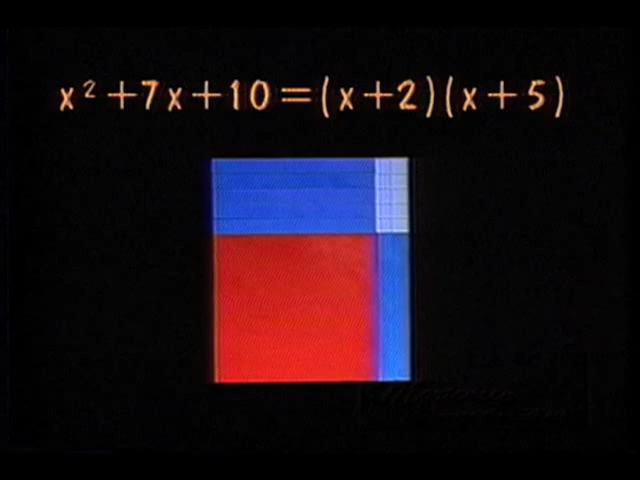 x² + 7x + 10 = (x + 2)(x + 5)